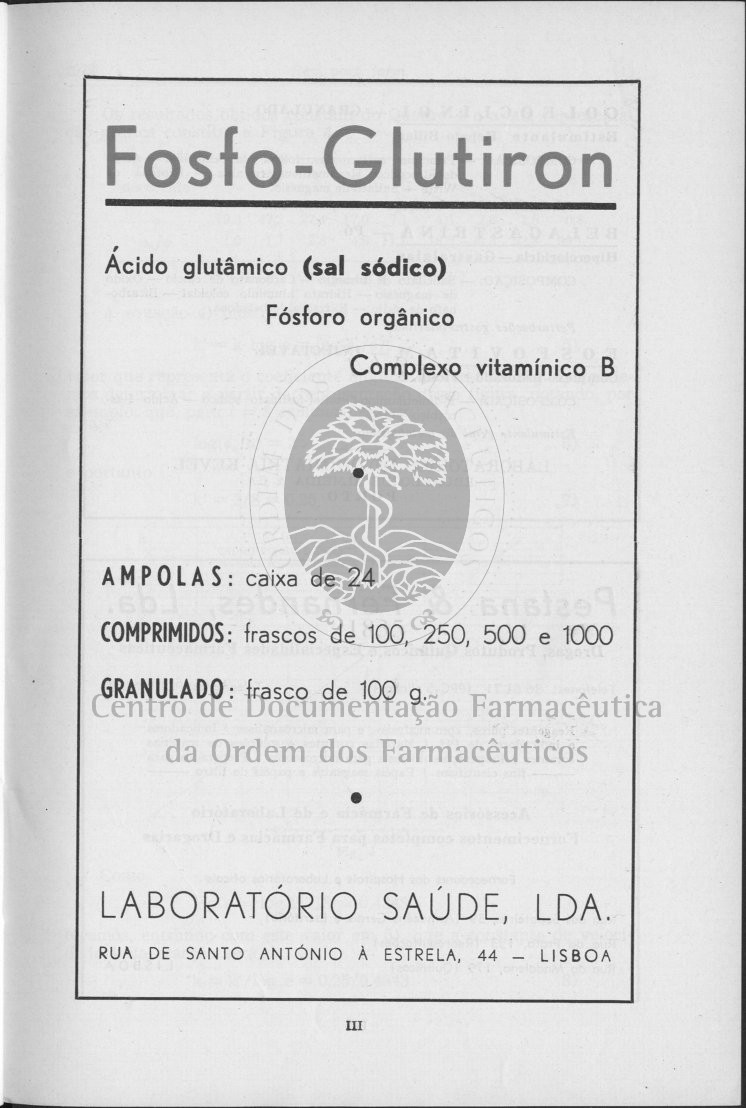 Fosfo-Glutiron
Ácido glutâmico (sal sódico)
Fósforo orgânico
Complexo vitamínico B
AMPOLAS: caixa de 24
COMPRIMIDOS: frascos de 100, 250, 500 e 1000
GRANULADO: frasco de 100 g.
Centro de Documentação Farmacêutica
da Ordem dos Farmacêuticos
LABORATÓRIO SAÚDE, LDA.
RUA DE SANTO ANTÓNIO À ESTRELA, 44 — LISBOA
III